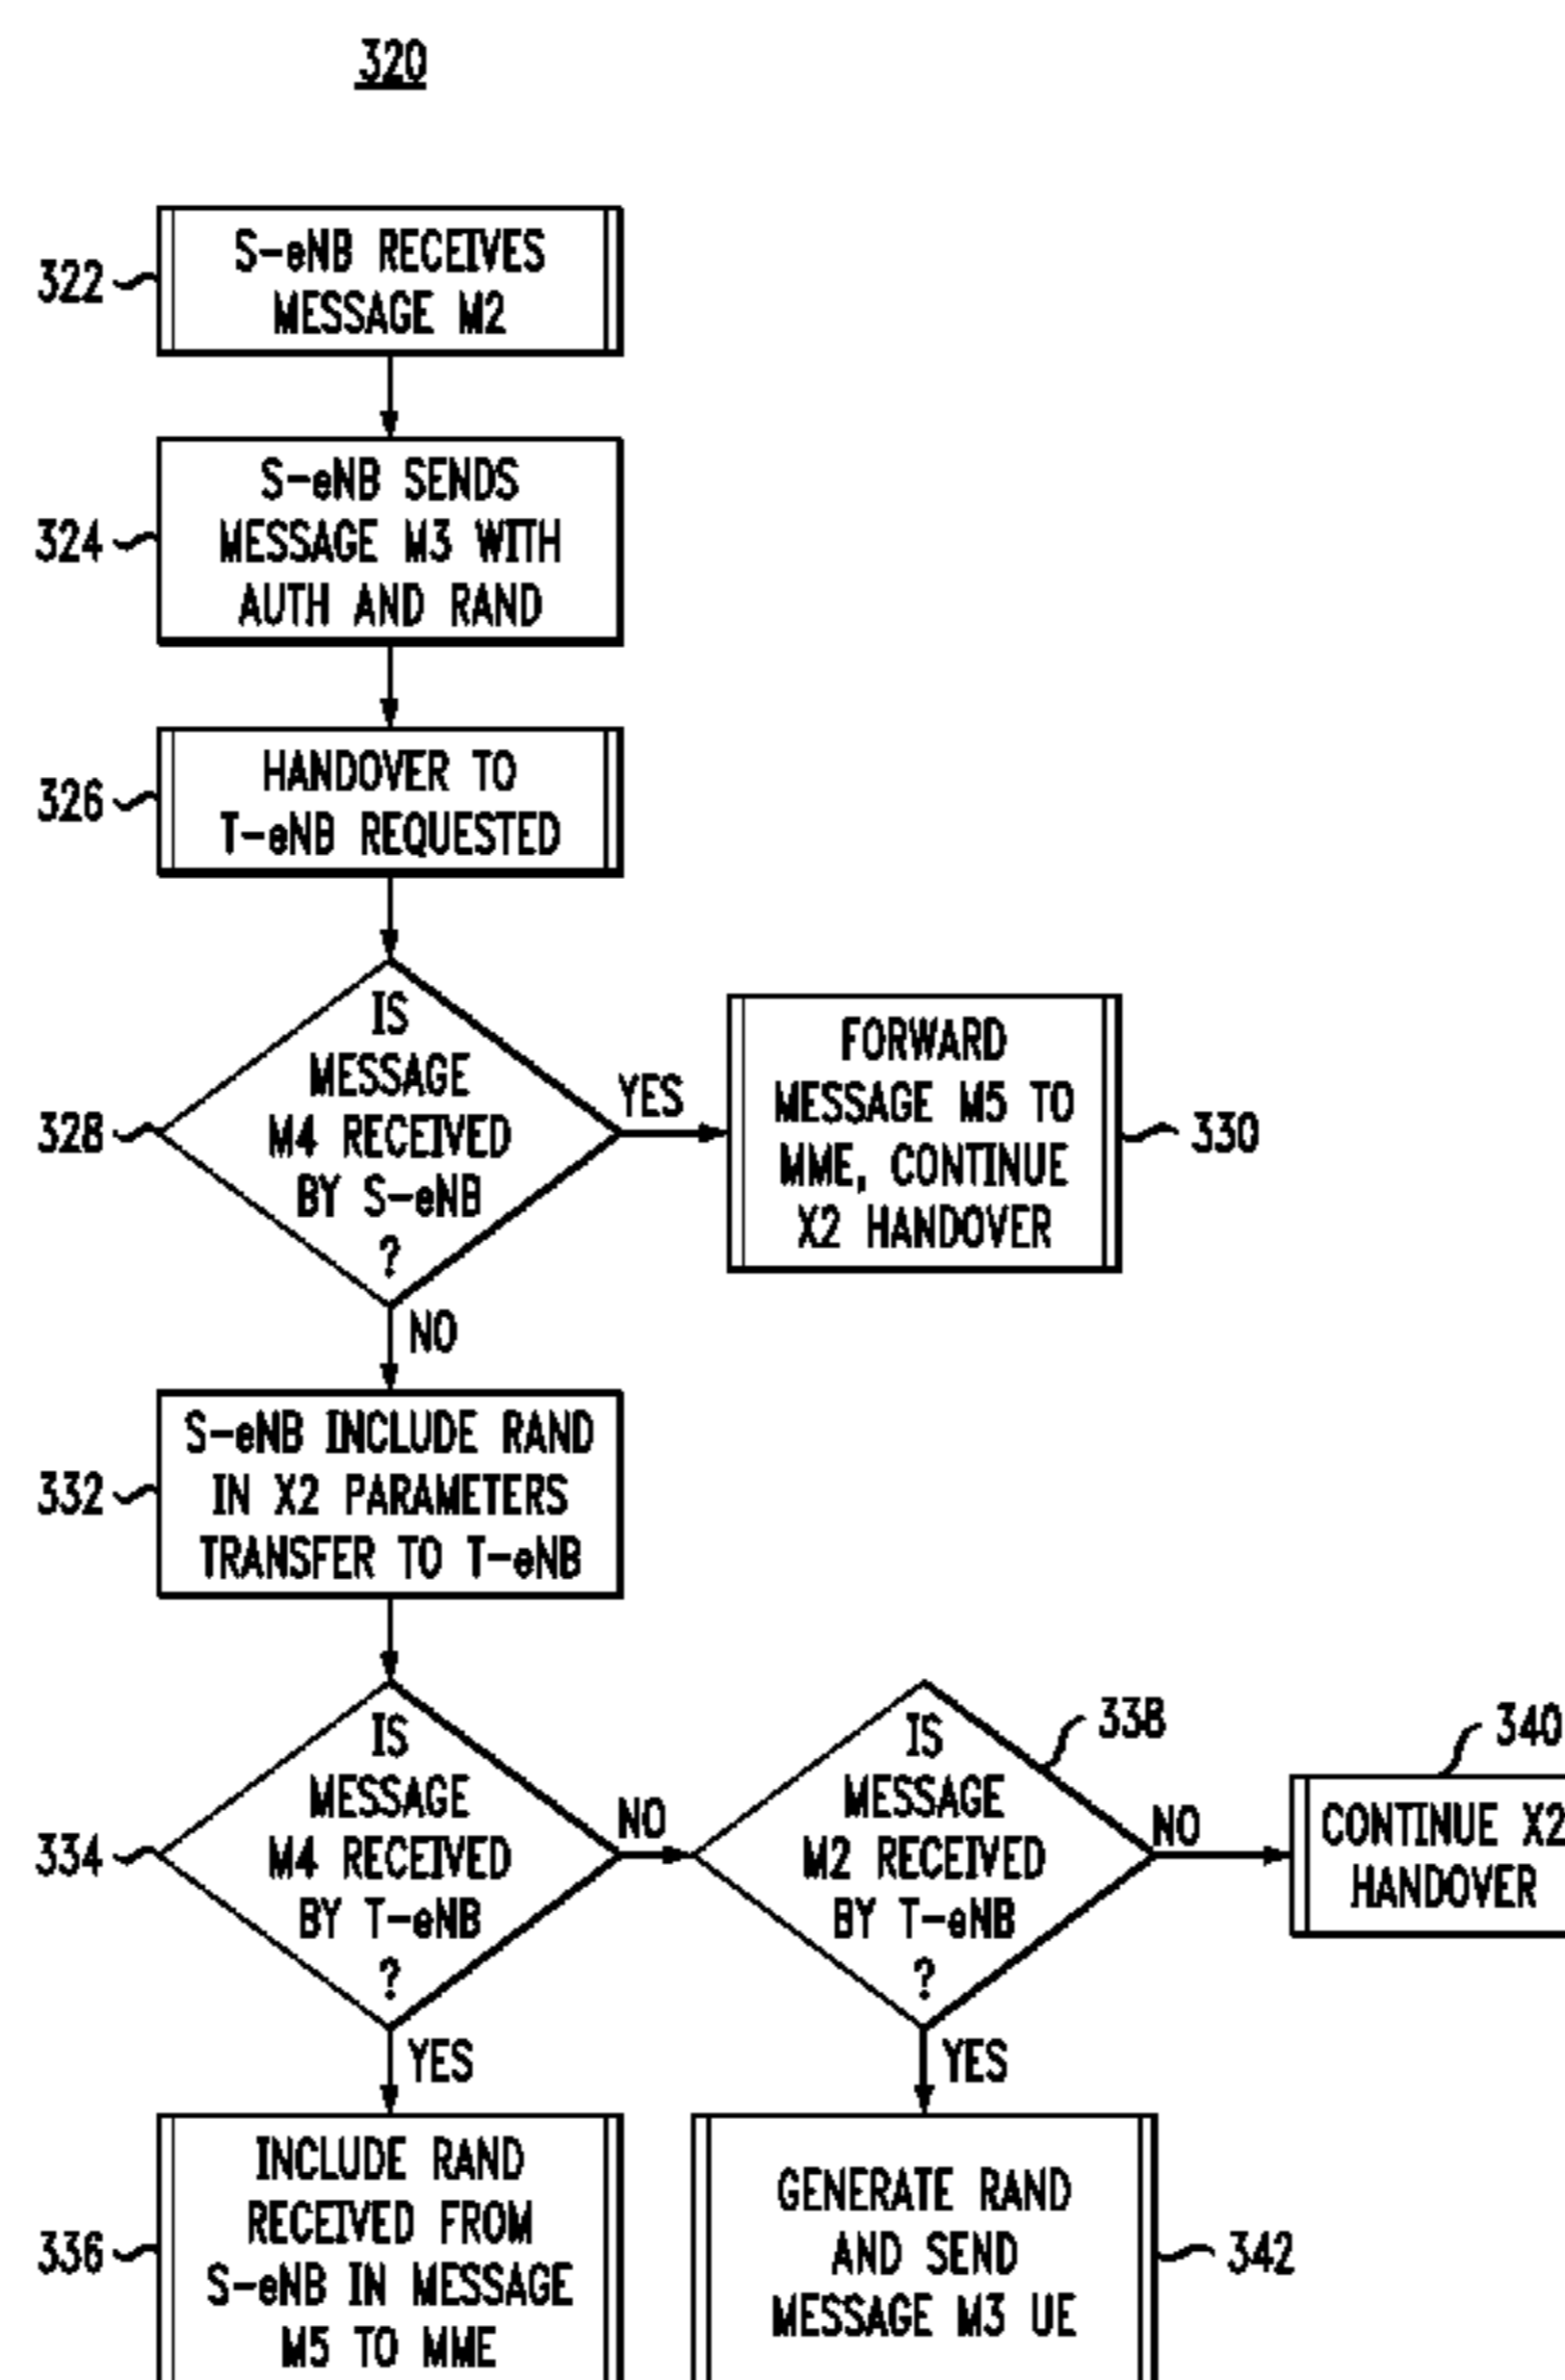 320
322
S-eNB RECEIVES
MESSAGE M2
324
S-eNB SENDS
MESSAGE M3 WITH
AUTH AND RAND
326
HANDOVER TO
T-eNB REQUESTED
328
IS
MESSAGE
M4 RECEIVED
BY S-eNB
?
YES
FORWARD
MESSAGE M5 TO
MME, CONTINUE
X2 HANDOVER
330
NO
332
S-eNB INCLUDE RAND
IN X2 PARAMETERS
TRANSFER TO T-eNB
334
IS
MESSAGE
M4 RECEIVED
BY T-eNB
?
NO
IS
MESSAGE
M2 RECEIVED
BY T-eNB
?
338
NO
340
CONTINUE X2
HANDOVER
YES
YES
336
INCLUDE RAND
RECEIVED FROM
S-eNB IN MESSAGE
M5 TO MME
GENERATE RAND
AND SEND
MESSAGE M3 UE
342